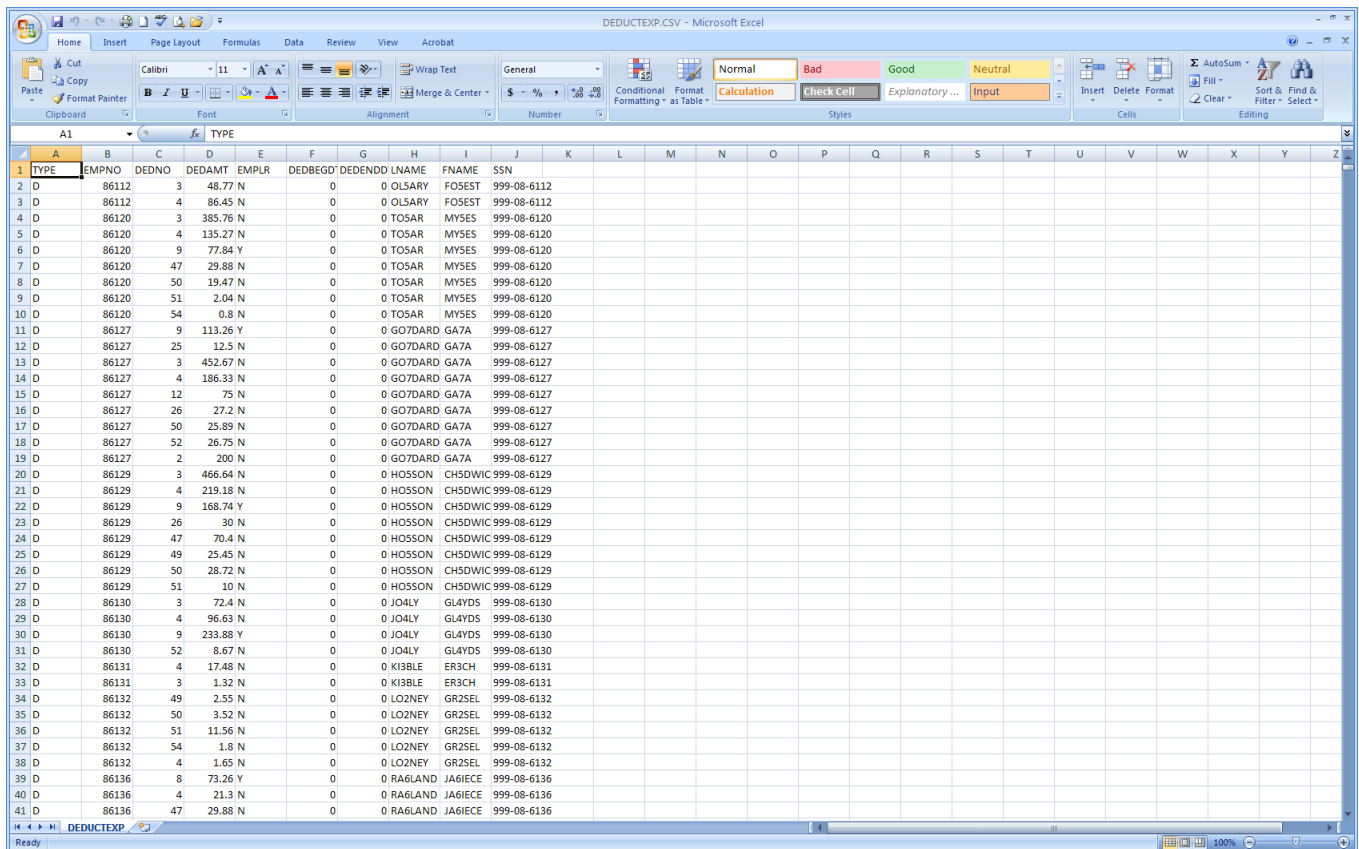 DEDUCTEXP.CSV - Microsoft Excel
Home Insert Page Layout Formulas Data Review View Acrobat
Paste
Cut
Copy
Format Painter
Clipboard
Calibri 11
B I U
Font
Wrap Text
Merge & Center
Alignment
General
$ % ,
Number
Conditional Formatting
Format as Table
Normal Bad Good Neutral
Calculation Check Cell Explanatory ... Input
Styles
Insert Delete Format
Cells
Σ AutoSum
Fill
Clear
Sort & Filter
Find & Select
Editing
A1 fx TYPE
A B C D E F G H I J K L M N O P Q R S T U V W X Y Z
1 TYPE EMPNO DEDNO DEDAMT EMPLR DEDBEGDT DEDENDD LNAME FNAME SSN
2 D 86112 3 48.77 N 0 0 OL5ARY FO5EST 999-08-6112
3 D 86112 4 86.45 N 0 0 OL5ARY FO5EST 999-08-6112
4 D 86120 3 385.76 N 0 0 TO5AR MY5ES 999-08-6120
5 D 86120 4 135.27 N 0 0 TO5AR MY5ES 999-08-6120
6 D 86120 9 77.84 Y 0 0 TO5AR MY5ES 999-08-6120
7 D 86120 47 29.88 N 0 0 TO5AR MY5ES 999-08-6120
8 D 86120 50 19.47 N 0 0 TO5AR MY5ES 999-08-6120
9 D 86120 51 2.04 N 0 0 TO5AR MY5ES 999-08-6120
10 D 86120 54 0.8 N 0 0 TO5AR MY5ES 999-08-6120
11 D 86127 9 113.26 Y 0 0 GO7DARD GA7A 999-08-6127
12 D 86127 25 12.5 N 0 0 GO7DARD GA7A 999-08-6127
13 D 86127 3 452.67 N 0 0 GO7DARD GA7A 999-08-6127
14 D 86127 4 186.33 N 0 0 GO7DARD GA7A 999-08-6127
15 D 86127 12 75 N 0 0 GO7DARD GA7A 999-08-6127
16 D 86127 26 27.2 N 0 0 GO7DARD GA7A 999-08-6127
17 D 86127 50 25.89 N 0 0 GO7DARD GA7A 999-08-6127
18 D 86127 52 26.75 N 0 0 GO7DARD GA7A 999-08-6127
19 D 86127 2 200 N 0 0 GO7DARD GA7A 999-08-6127
20 D 86129 3 466.64 N 0 0 HO5SON CH5DWIC 999-08-6129
21 D 86129 4 219.18 N 0 0 HO5SON CH5DWIC 999-08-6129
22 D 86129 9 168.74 Y 0 0 HO5SON CH5DWIC 999-08-6129
23 D 86129 26 30 N 0 0 HO5SON CH5DWIC 999-08-6129
24 D 86129 47 70.4 N 0 0 HO5SON CH5DWIC 999-08-6129
25 D 86129 49 25.45 N 0 0 HO5SON CH5DWIC 999-08-6129
26 D 86129 50 28.72 N 0 0 HO5SON CH5DWIC 999-08-6129
27 D 86129 51 10 N 0 0 HO5SON CH5DWIC 999-08-6129
28 D 86130 3 72.4 N 0 0 JO4LY GL4YDS 999-08-6130
29 D 86130 4 96.63 N 0 0 JO4LY GL4YDS 999-08-6130
30 D 86130 9 233.88 Y 0 0 JO4LY GL4YDS 999-08-6130
31 D 86130 52 8.67 N 0 0 JO4LY GL4YDS 999-08-6130
32 D 86131 4 17.48 N 0 0 KI3BLE ER3CH 999-08-6131
33 D 86131 3 1.32 N 0 0 KI3BLE ER3CH 999-08-6131
34 D 86132 49 2.55 N 0 0 LO2NEY GR2SEL 999-08-6132
35 D 86132 50 3.52 N 0 0 LO2NEY GR2SEL 999-08-6132
36 D 86132 51 11.56 N 0 0 LO2NEY GR2SEL 999-08-6132
37 D 86132 54 1.8 N 0 0 LO2NEY GR2SEL 999-08-6132
38 D 86132 4 1.65 N 0 0 LO2NEY GR2SEL 999-08-6132
39 D 86136 8 73.26 Y 0 0 RA6LAND JA6IECE 999-08-6136
40 D 86136 4 21.3 N 0 0 RA6LAND JA6IECE 999-08-6136
41 D 86136 47 29.88 N 0 0 RA6LAND JA6IECE 999-08-6136
DEDUCTEXP
Ready 100%